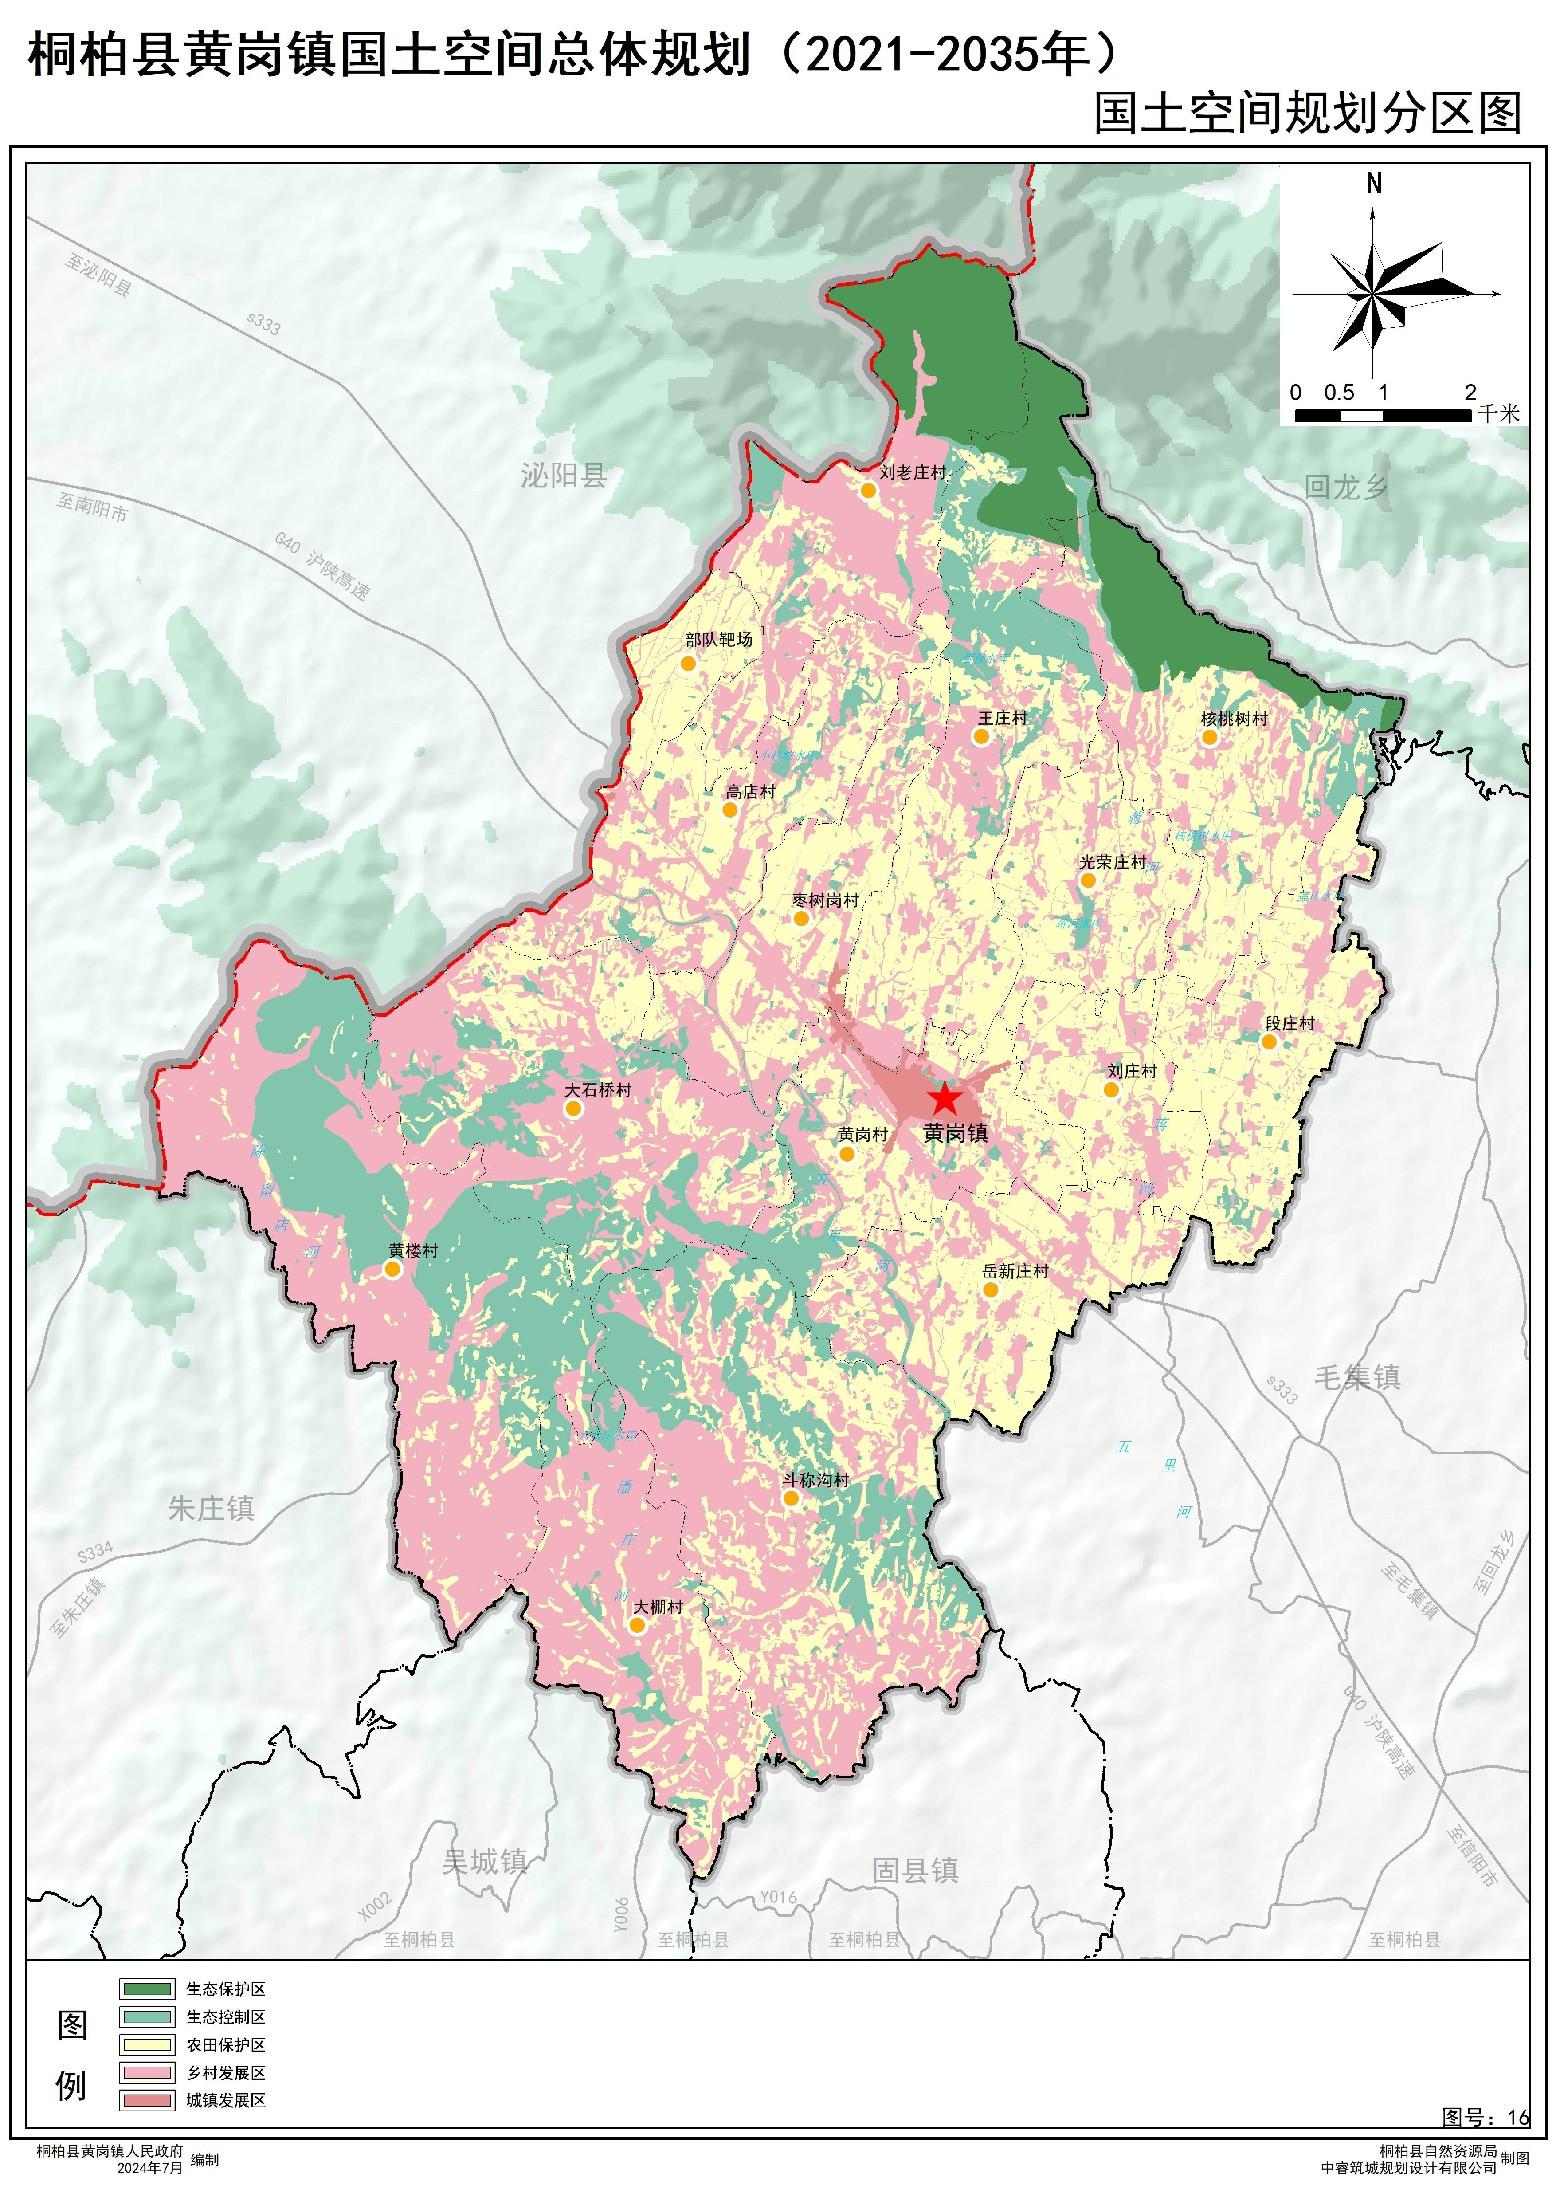 桐柏县黄岗镇国土空间总体规划（2021-2035年）
国土空间规划分区图
N
0 0.5 1 2
千米
至泌阳县
s333
泌阳县
回龙乡
至南阳市
G40 沪陕高速
刘老庄村
部队靶场
王庄村
核桃树村
高店村
光荣庄村
枣树岗村
段庄村
大石桥村
刘庄村
黄岗村
黄岗镇
蒋
河
陈
留
店
河
黄楼村
五
里
河
岳新庄村
毛集镇
s333
五
里
河
斗称沟村
潘
庄
河
朱庄镇
S334
至朱庄镇
至毛集镇
至回龙乡
大棚村
G40 沪陕高速
吴城镇
固县镇
至信阳市
X002
Y006
Y016
至桐柏县
至桐柏县
至桐柏县
至桐柏县
图例
生态保护区
生态控制区
农田保护区
乡村发展区
城镇发展区
图号：16
桐柏县黄岗镇人民政府
2024年7月
编制
桐柏县自然资源局
中睿筑城规划设计有限公司
制图